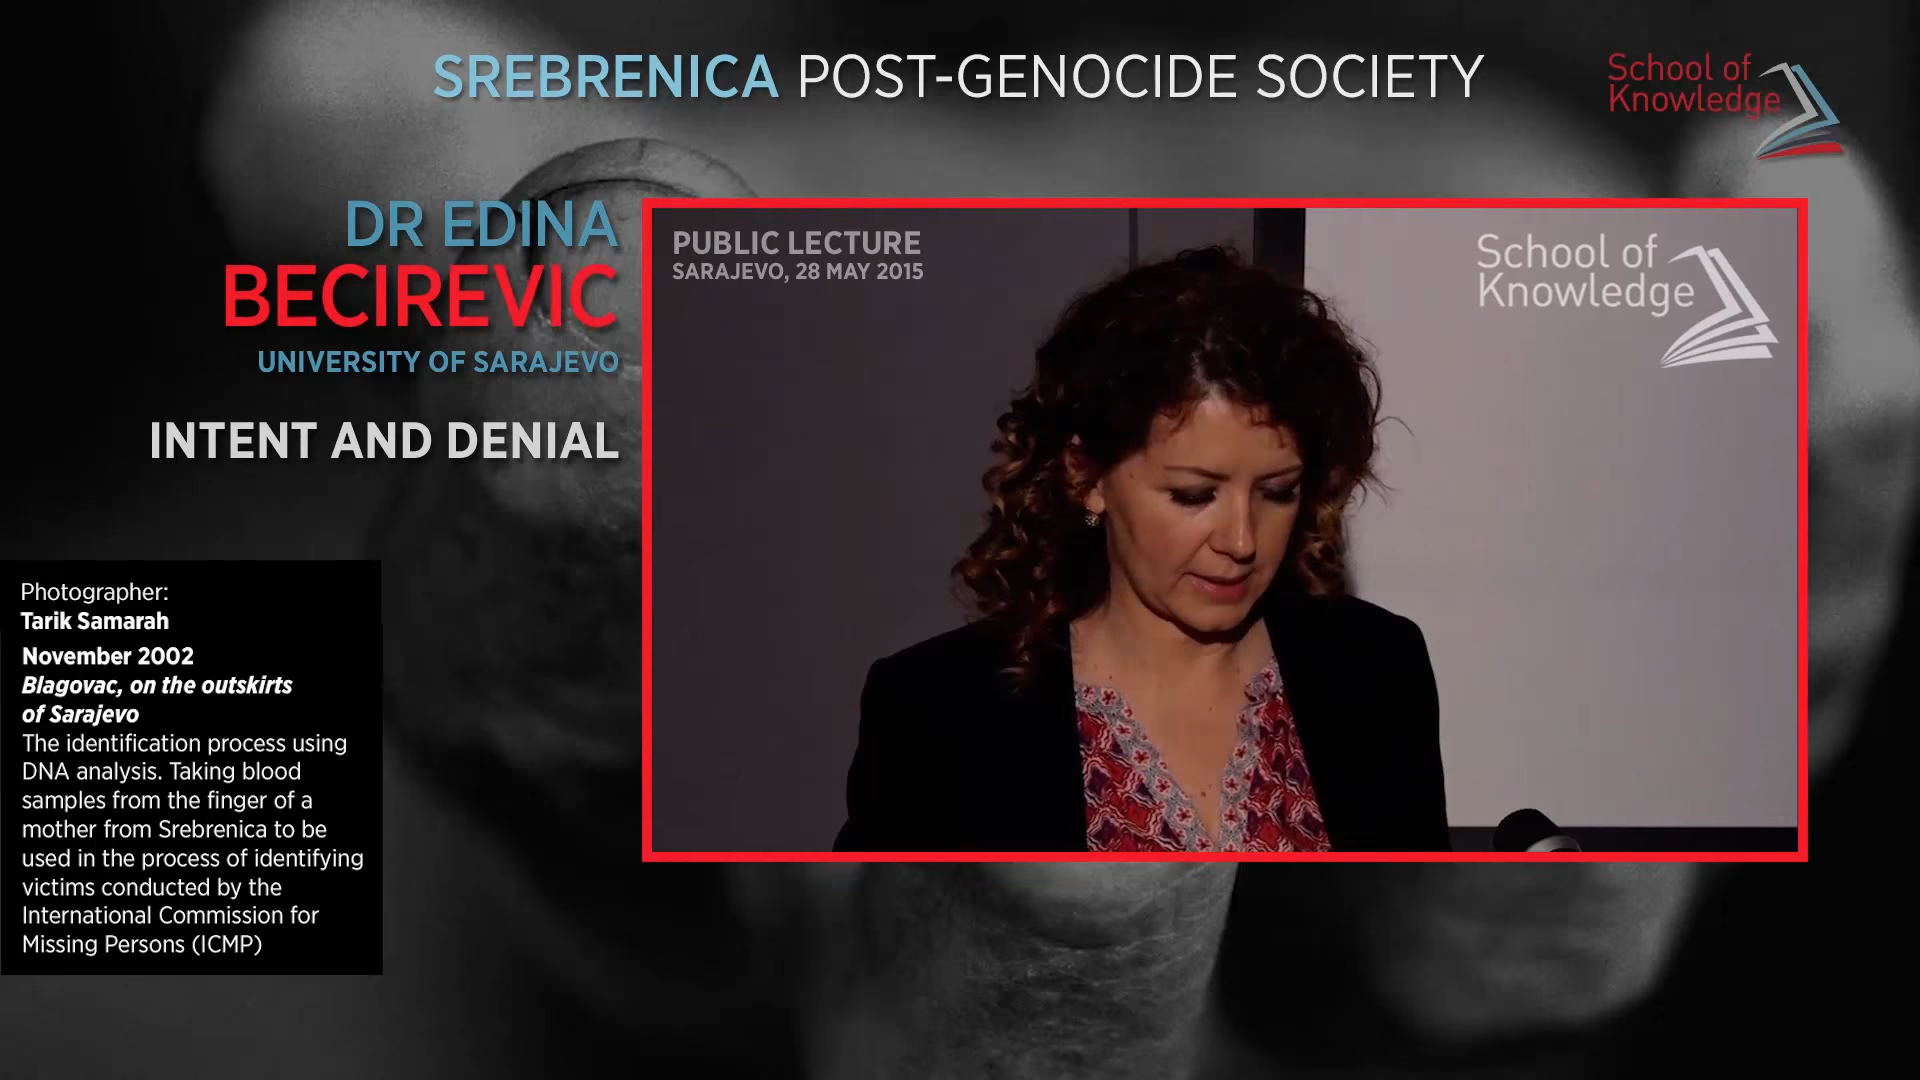 SREBRENICA POST-GENOCIDE SOCIETY
School of
Knowledge
DR EDINA
BECIREVIC
UNIVERSITY OF SARAJEVO
INTENT AND DENIAL
PUBLIC LECTURE
SARAJEVO, 28 MAY 2015
School of
Knowledge
Photographer:
Tarik Samarah
November 2002
Blagovac, on the outskirts
of Sarajevo
The identification process using
DNA analysis. Taking blood
samples from the finger of a
mother from Srebrenica to be
used in the process of identifying
victims conducted by the
International Commission for
Missing Persons (ICMP)